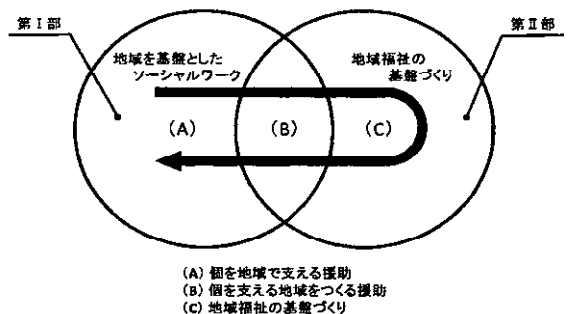 第Ⅰ部
第Ⅱ部
地域を基盤とした
ソーシャルワーク
地域福祉の
基盤づくり
(A)
(B)
(C)
(A) 個を地域で支える援助
(B) 個を支える地域をつくる援助
(C) 地域福祉の基盤づくり